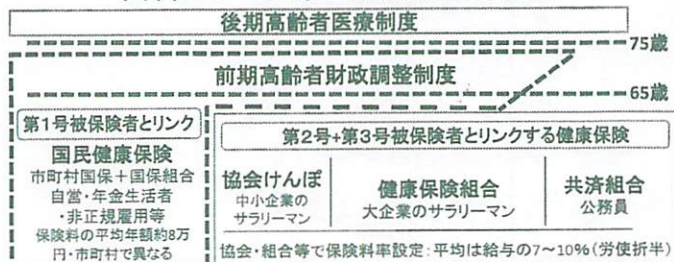 後期高齢者医療制度
75歳
前期高齢者財政調整制度
65歳
第1号被保険者とリンク
国民健康保険
市町村国保＋国保組合
自営・年金生活者
・非正規雇用等
保険料の平均年額約8万
円・市町村で異なる
第2号+第3号被保険者とリンクする健康保険
協会けんぽ
中小企業の
サラリーマン
健康保険組合
大企業のサラリーマン
共済組合
公務員
協会・組合等で保険料率設定:平均は給与の7～10%(労使折半)